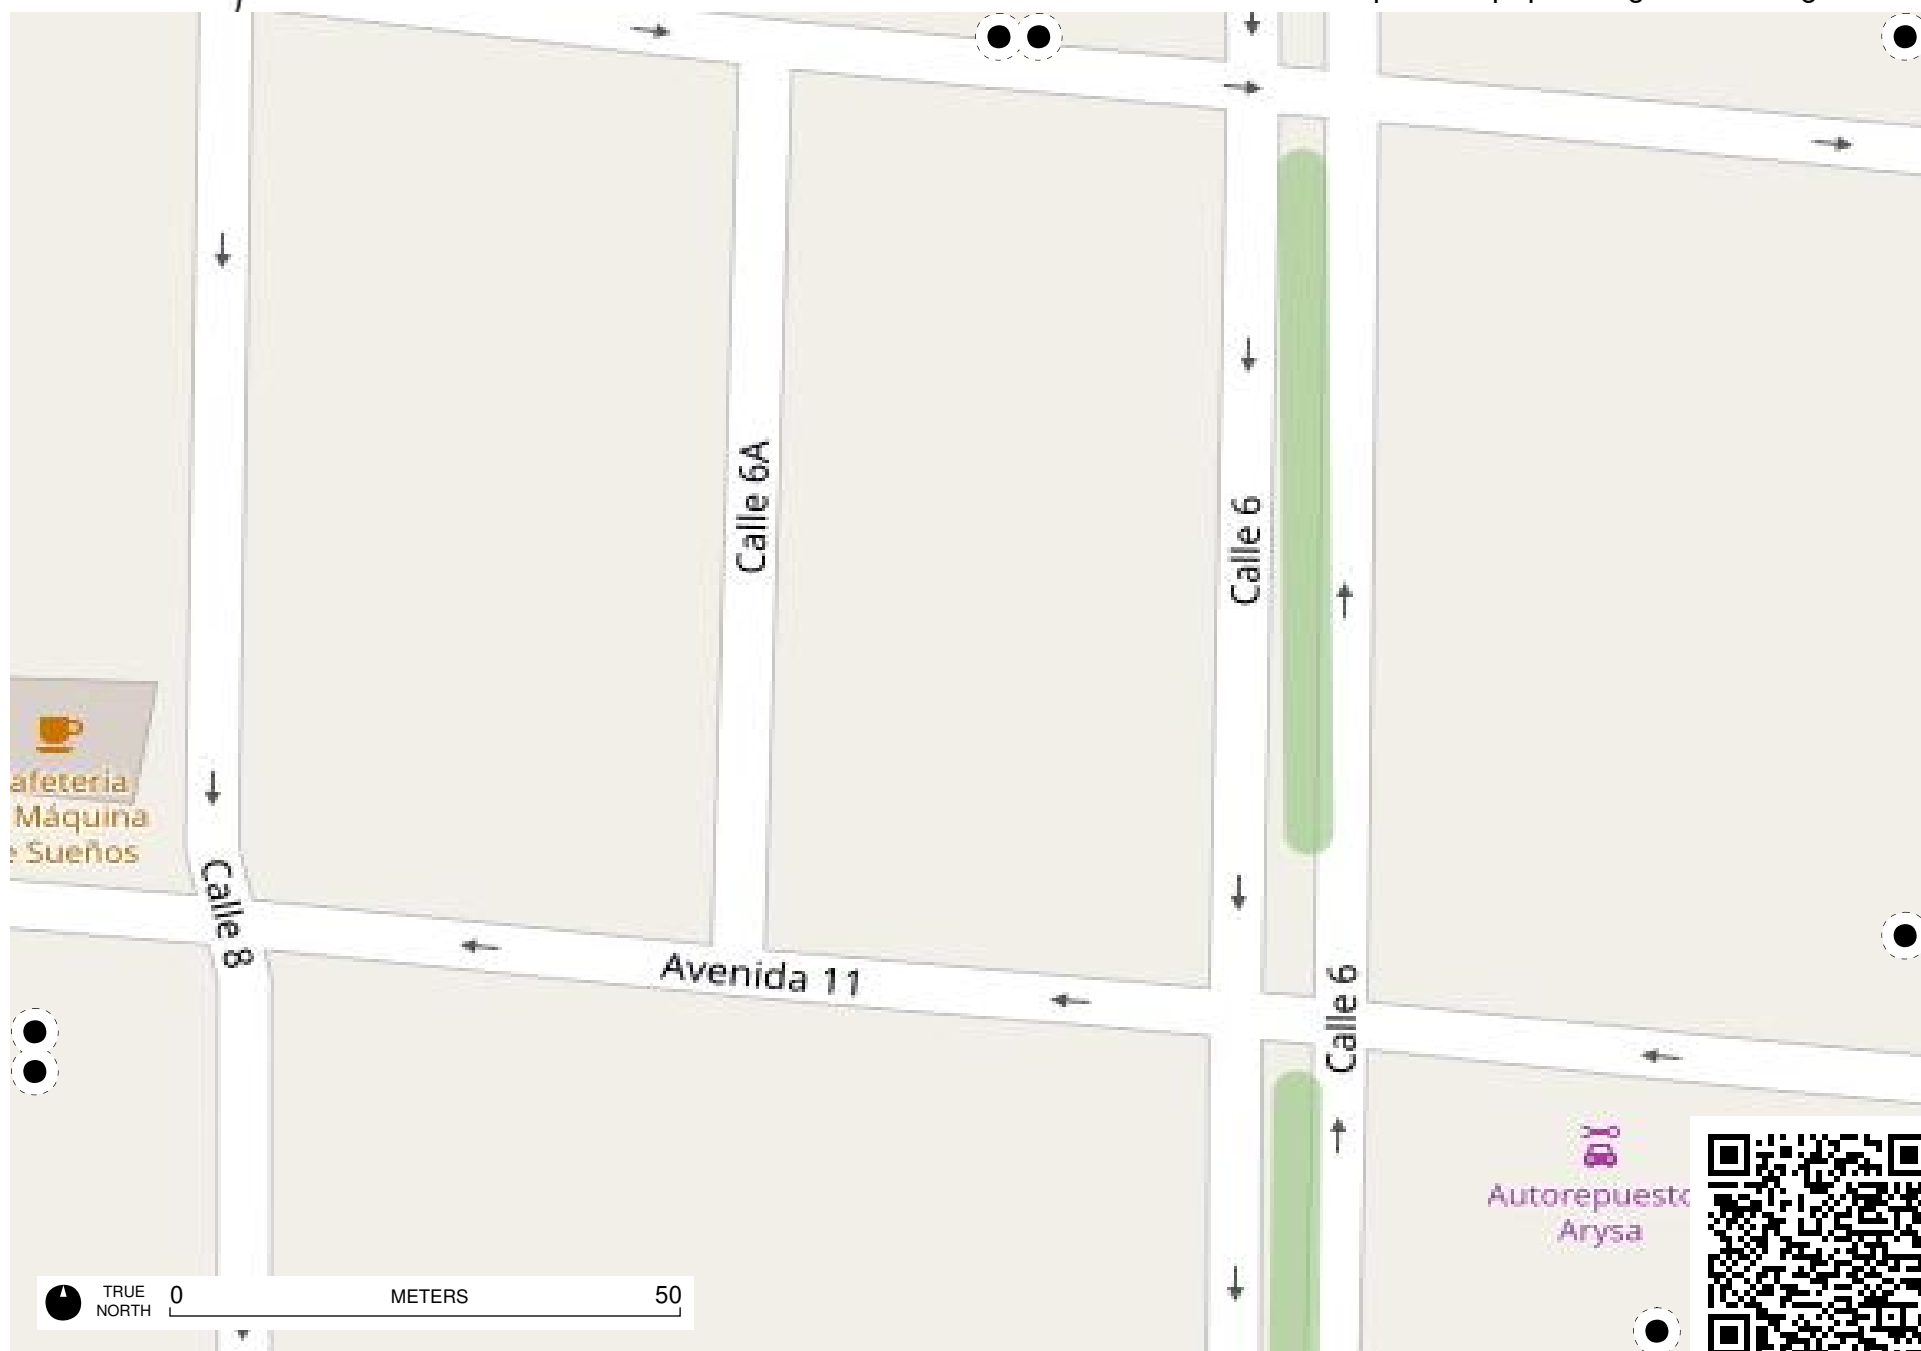 Calle 6A
Calle 6
afeteria
Máquina
e Sueños
Calle 8
Avenida 11
Calle 6
Autorepuesto
Arysa
TRUE
NORTH
0 METERS 50